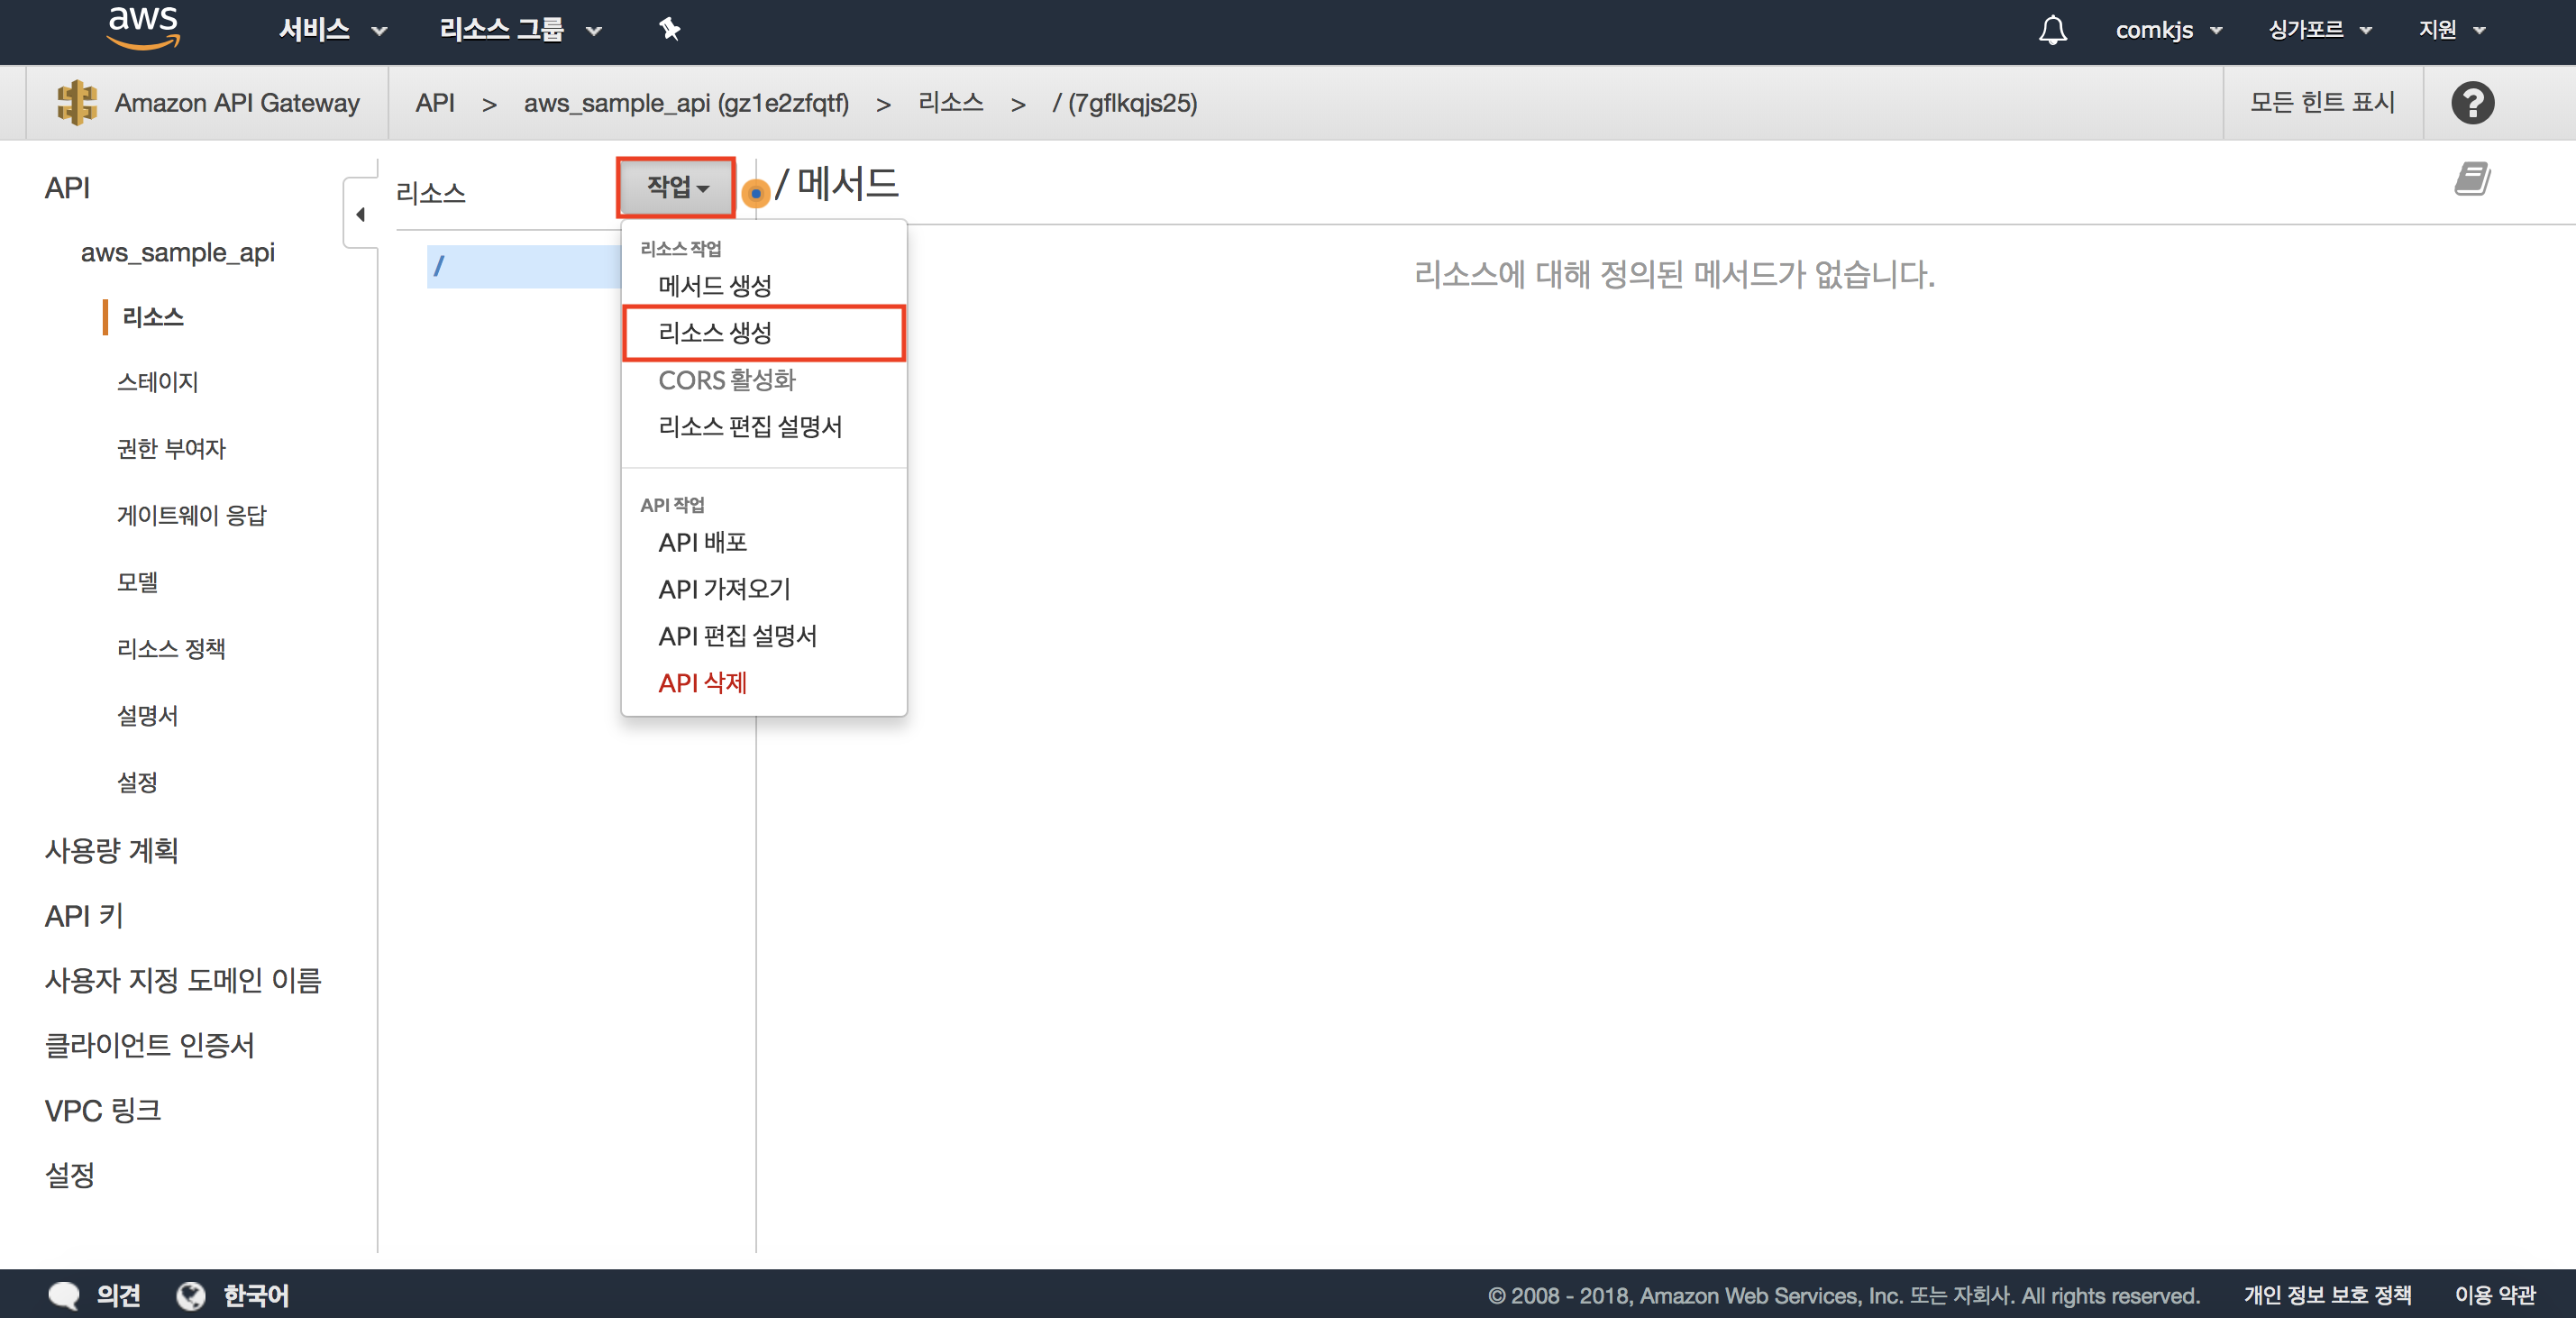 aws 서비스 리소스 그룹 comkjs 싱가포르 지원
Amazon API Gateway API > aws_sample_api (gz1e2zfqtf) > 리소스 > / (7gflkqjs25) 모든 힌트 표시 ?
API
aws_sample_api
리소스
스테이지
권한 부여자
게이트웨이 응답
모델
리소스 정책
설명서
설정
사용량 계획
API 키
사용자 지정 도메인 이름
클라이언트 인증서
VPC 링크
설정
리소스 작업
/
리소스 작업
메서드 생성
리소스 생성
CORS 활성화
리소스 편집 설명서
API 작업
API 배포
API 가져오기
API 편집 설명서
API 삭제
/ 메서드
리소스에 대해 정의된 메서드가 없습니다.
의견 한국어 © 2008 - 2018, Amazon Web Services, Inc. 또는 자회사. All rights reserved. 개인 정보 보호 정책 이용 약관